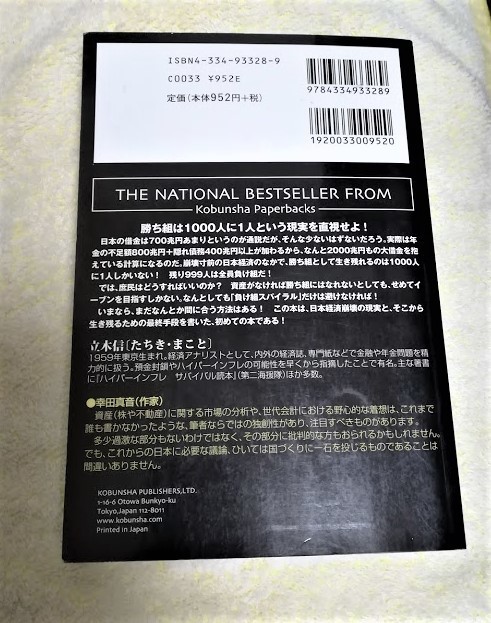 ISBN4-334-93328-9
C0033 ¥952E
定価(本体952円+税)
9784334933289
1920033009520
THE NATIONAL BESTSELLER FROM
Kobunsha Paperbacks
勝ち組は1000人に1人という現実を直視せよ!
日本の借金は700兆円あまりというのが通説だが、そんな少ないはずないだろう。実際は年
金の不足額800兆円+隠れ債務400兆円以上が加わるから、なんと2000兆円もの大借金を抱
えている計算になるのだ。崩壊寸前の日本経済のなかで、勝ち組として生き残れるのは1000人
に1人しかいない! 残り999人は全員負け組だ!
では、庶民はどうすればいいのか? 資産がなければ勝ち組にはなれないとしても、せめてイ
ーブンを目指すしかない。なんとしても「負け組スパイラル」だけは避けなければ!
いまなら、まだなんとか間に合う方法はある! この本は、日本経済崩壊の現実と、そこから
生き残るための最終手段を書いた、初めての本である!
立木信[たちき・まこと]
1959年東京生まれ。経済アナリストとして、内外の経済誌、専門紙などで金融や年金問題を精
力的に扱う。預金封鎖やハイパーインフレの可能性を早くから指摘したことで有名。主な著書
に『ハイパーインフレ サバイバル読本』(第二海援隊)ほか多数。
●幸田真音(作家)
資産(株や不動産)に関する市場の分析や、世代会計における野心的な着想は、これまで
誰も書かなかったような、筆者ならではの独創性があり、注目すべきものがあります。
多少過激な部分もないわけではなく、その部分に批判的な方もおられるかもしれません。
でも、これからの日本に必要な議論、ひいては国づくりに一石を投じるものであることは
間違いありません。
KOBUNSHA PUBLISHERS,LTD.
1-16-6 Otowa Bunkyo-ku
Tokyo,Japan 112-8011
www.kobunsha.com
Printed in Japan